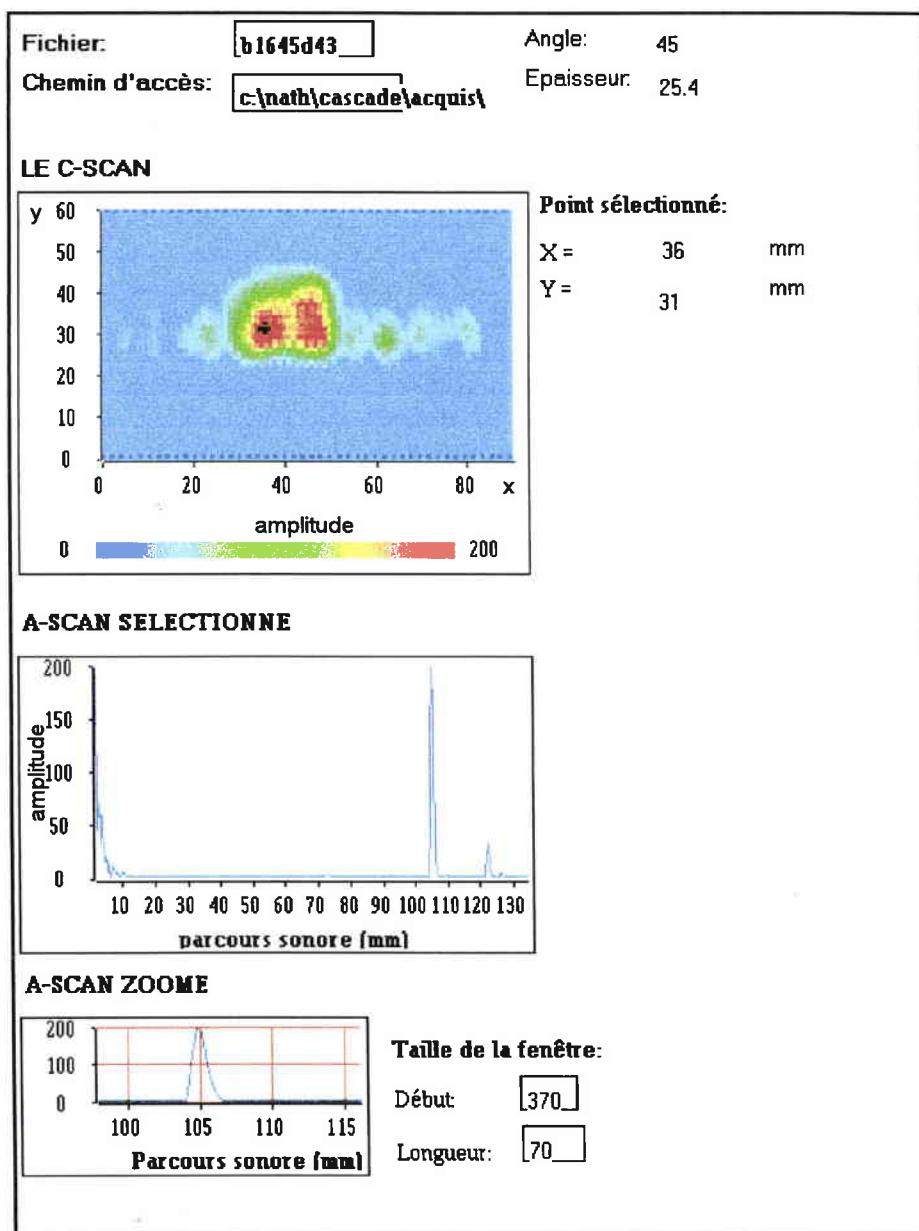 Fichier: b1645d43 Angle: 45
Chemin d'accès: c:\nath\cascade\acquis\ Epaisseur: 25.4
LE C-SCAN
Point sélectionné:
X = 36 mm
Y = 31 mm
y 60
50
40
30
20
10
0
0 20 40 60 80 x
amplitude
0 200
A-SCAN SELECTIONNE
200
150
100
50
0
amplitude
10 20 30 40 50 60 70 80 90 100 110 120 130
parcours sonore (mm)
A-SCAN ZOOME
200
100
0
100 105 110 115
Parcours sonore (mm)
Taille de la fenêtre:
Début: 370
Longueur: 70